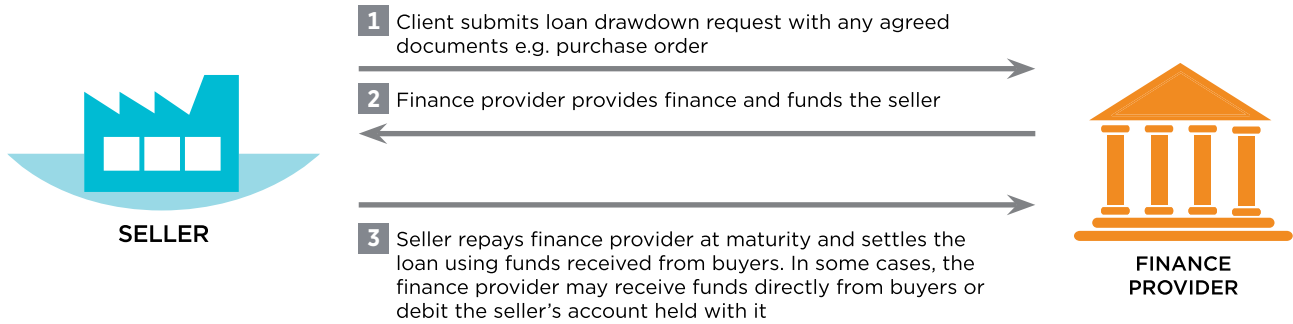 1 Client submits loan drawdown request with any agreed
documents e.g. purchase order
2 Finance provider provides finance and funds the seller
SELLER
3 Seller repays finance provider at maturity and settles the
loan using funds received from buyers. In some cases, the
finance provider may receive funds directly from buyers or
debit the seller’s account held with it
FINANCE
PROVIDER